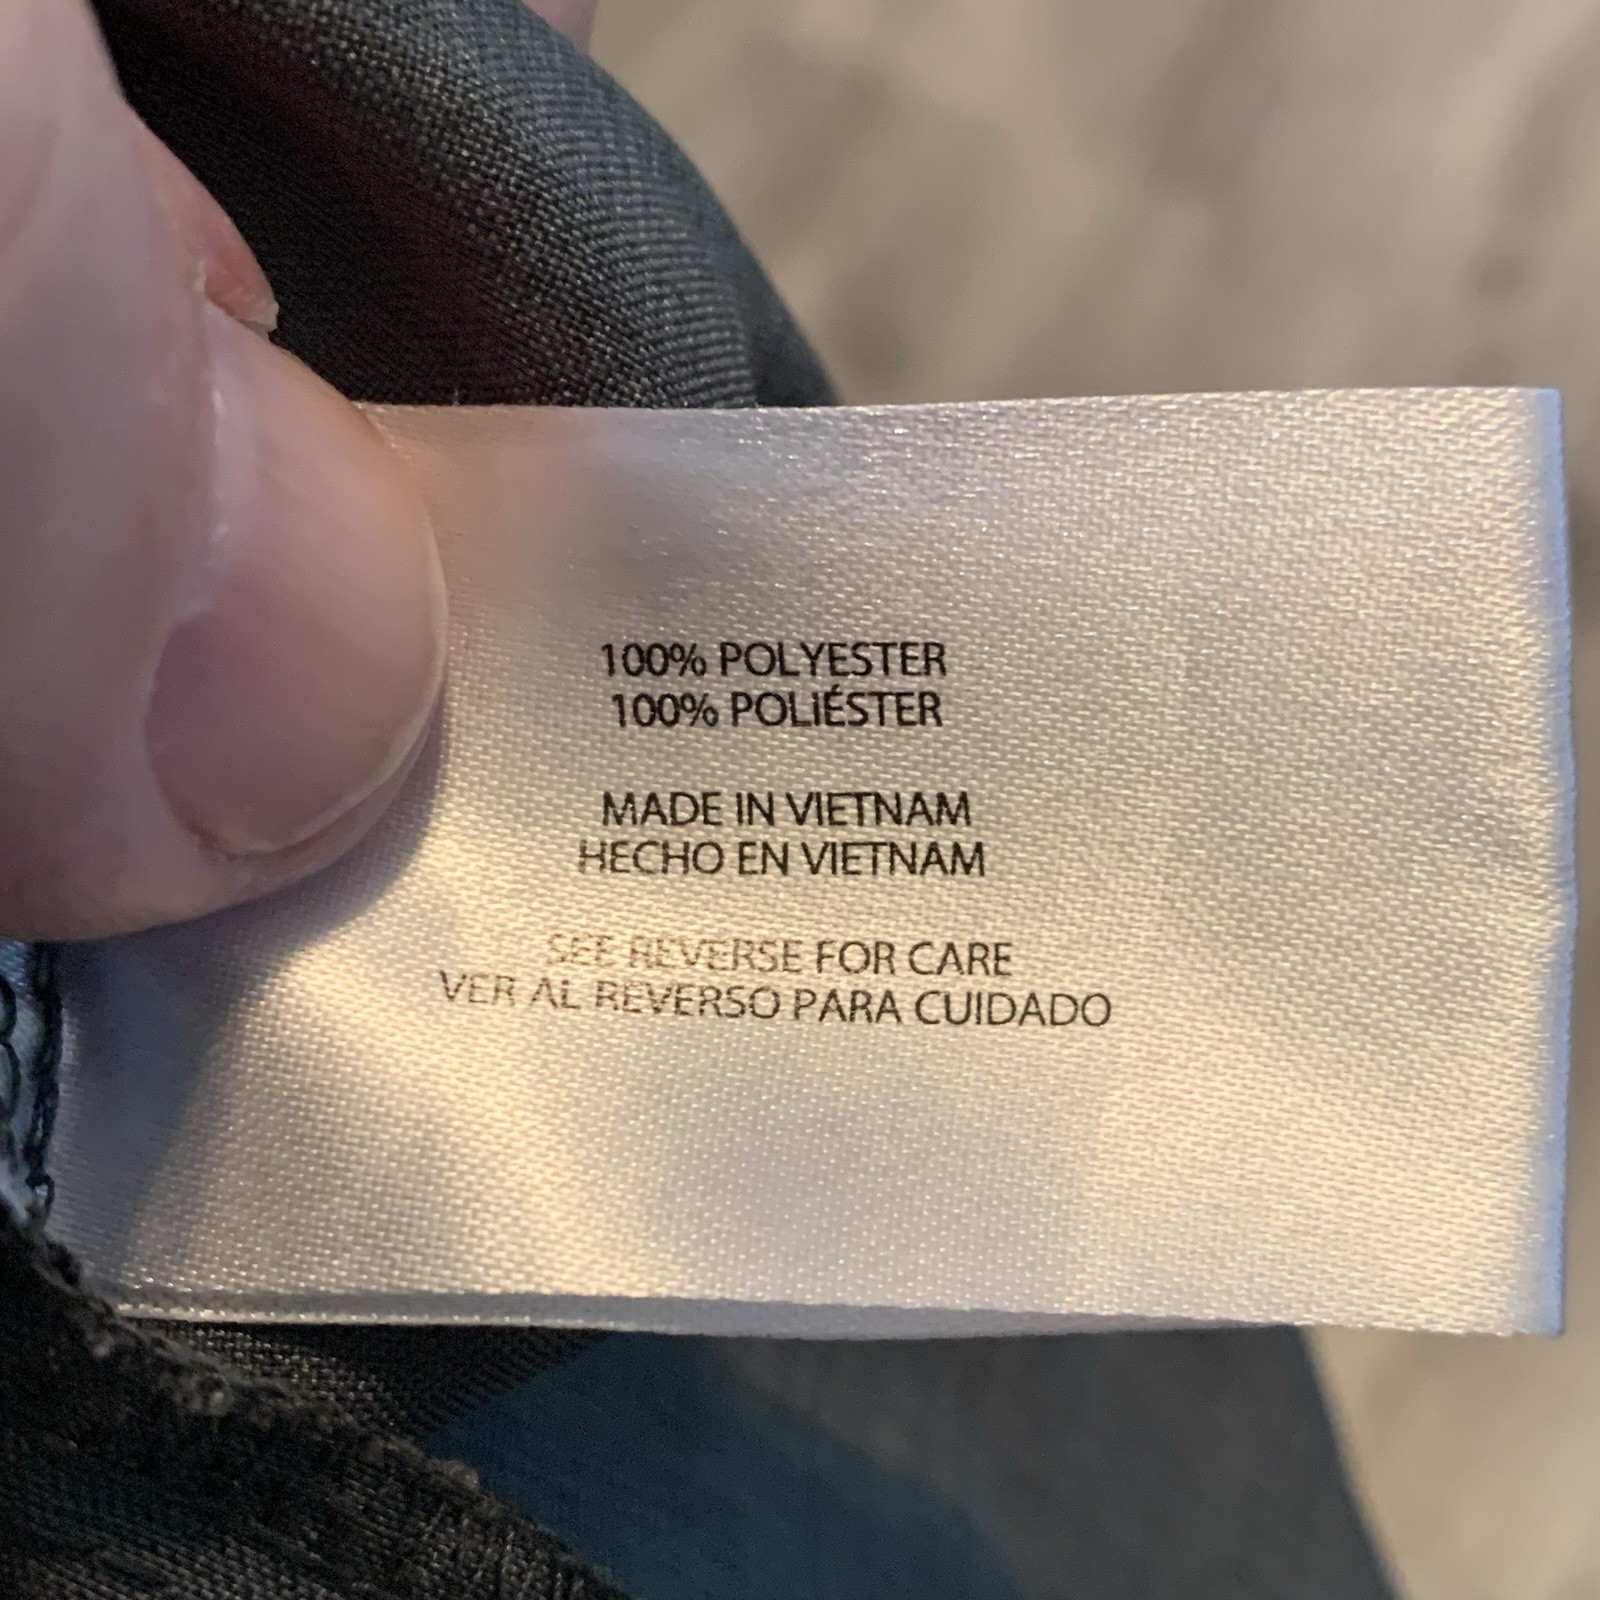 100% POLYESTER
100% POLIÉSTER
MADE IN VIETNAM
HECHO EN VIETNAM
SEE REVERSE FOR CARE
VER AL REVERSO PARA CUIDADO